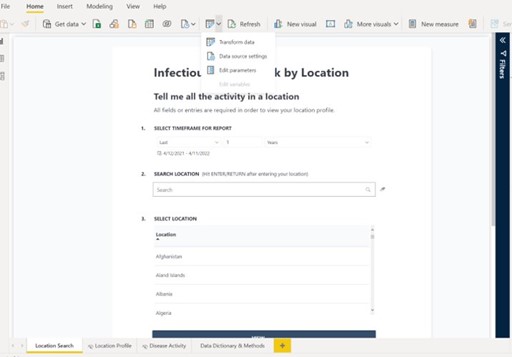 File Home Insert Modeling View Help
Get data Refresh New visual More visuals New measure
Transform data
Data source settings
Edit parameters
Edit variables
Infectiou k by Location
Tell me all the activity in a location
All fields or entries are required in order to view your location profile.
1. SELECT TIMEFRAME FOR REPORT
Last 1 Years
4/12/2021 - 4/11/2022
2. SEARCH LOCATION (Hit ENTER/RETURN after entering your location)
Search
3. SELECT LOCATION
Location
Afghanistan
Aland Islands
Albania
Algeria
Filters
Location Search Location Profile Disease Activity Data Dictionary & Methods +